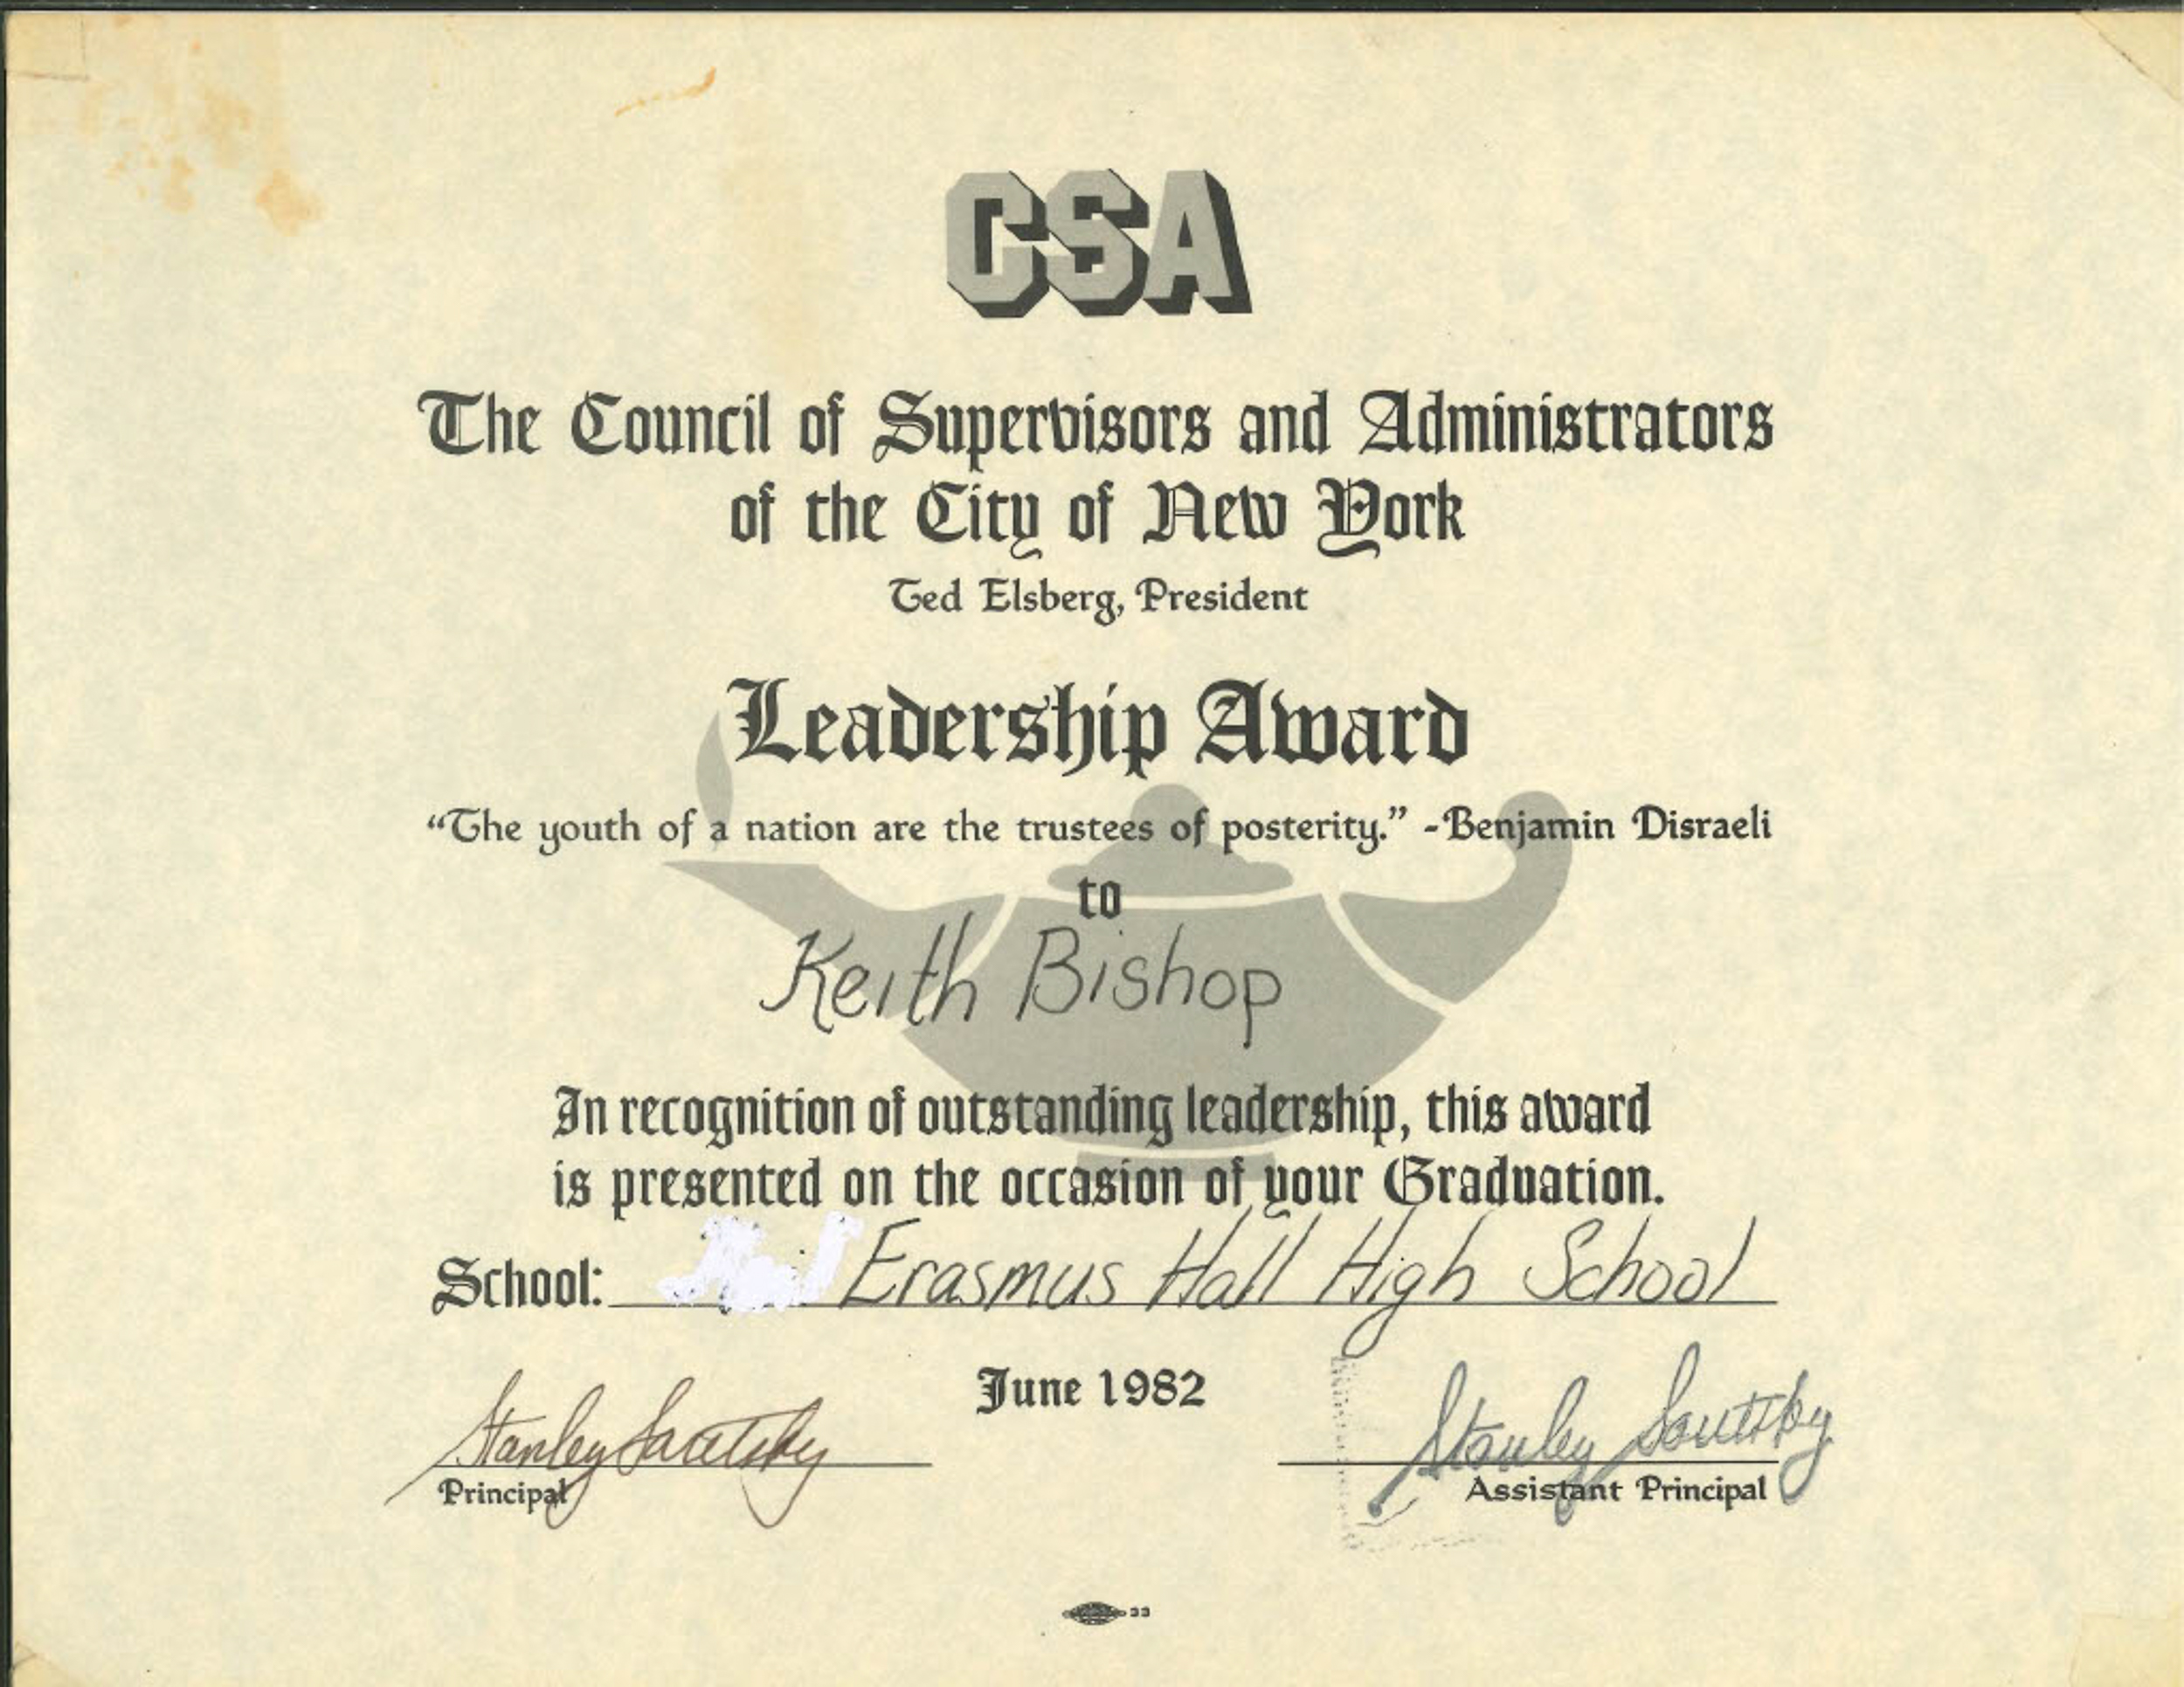 CSA
The Council of Supervisors and Administrators
of the City of New York
Ted Elsberg, President
Leadership Award
“The youth of a nation are the trustees of posterity.” -Benjamin Disraeli
to
Keith Bishop
In recognition of outstanding leadership, this award
is presented on the occasion of your Graduation.
School: Erasmus Hall High School
June 1982
Stanley
Stanley
Principal
Assistant Principal
33